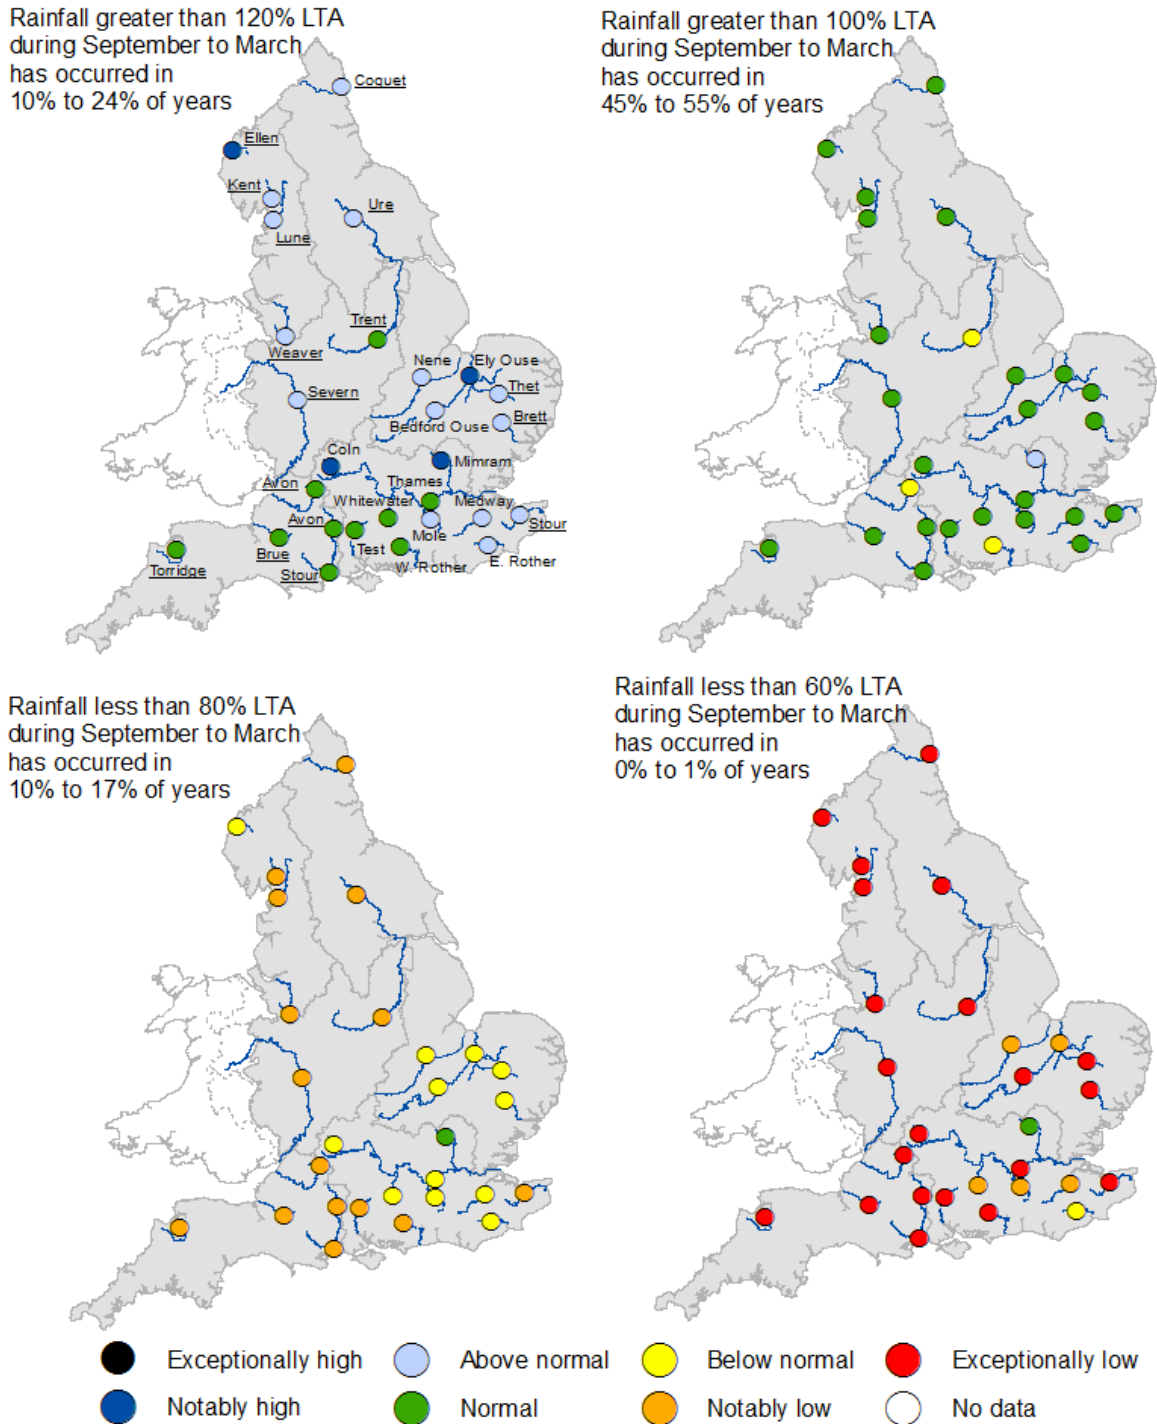 Rainfall greater than 120% LTA
during September to March
has occurred in
10% to 24% of years
Rainfall greater than 100% LTA
during September to March
has occurred in
45% to 55% of years
Coquet
Ellen
Kent
Ure
Lune
Trent
Weaver
Nene
Ely Ouse
Thet
Severn
Brett
Bedford Ouse
Coln
Mimram
Avon
Thames
Whitewater
Medway
Avon
Stour
Mole
Brue
Test
E. Rother
W. Rother
Torridge
Stour
Rainfall less than 80% LTA
during September to March
has occurred in
10% to 17% of years
Rainfall less than 60% LTA
during September to March
has occurred in
0% to 1% of years
Exceptionally high
Above normal
Below normal
Exceptionally low
Notably high
Normal
Notably low
No data